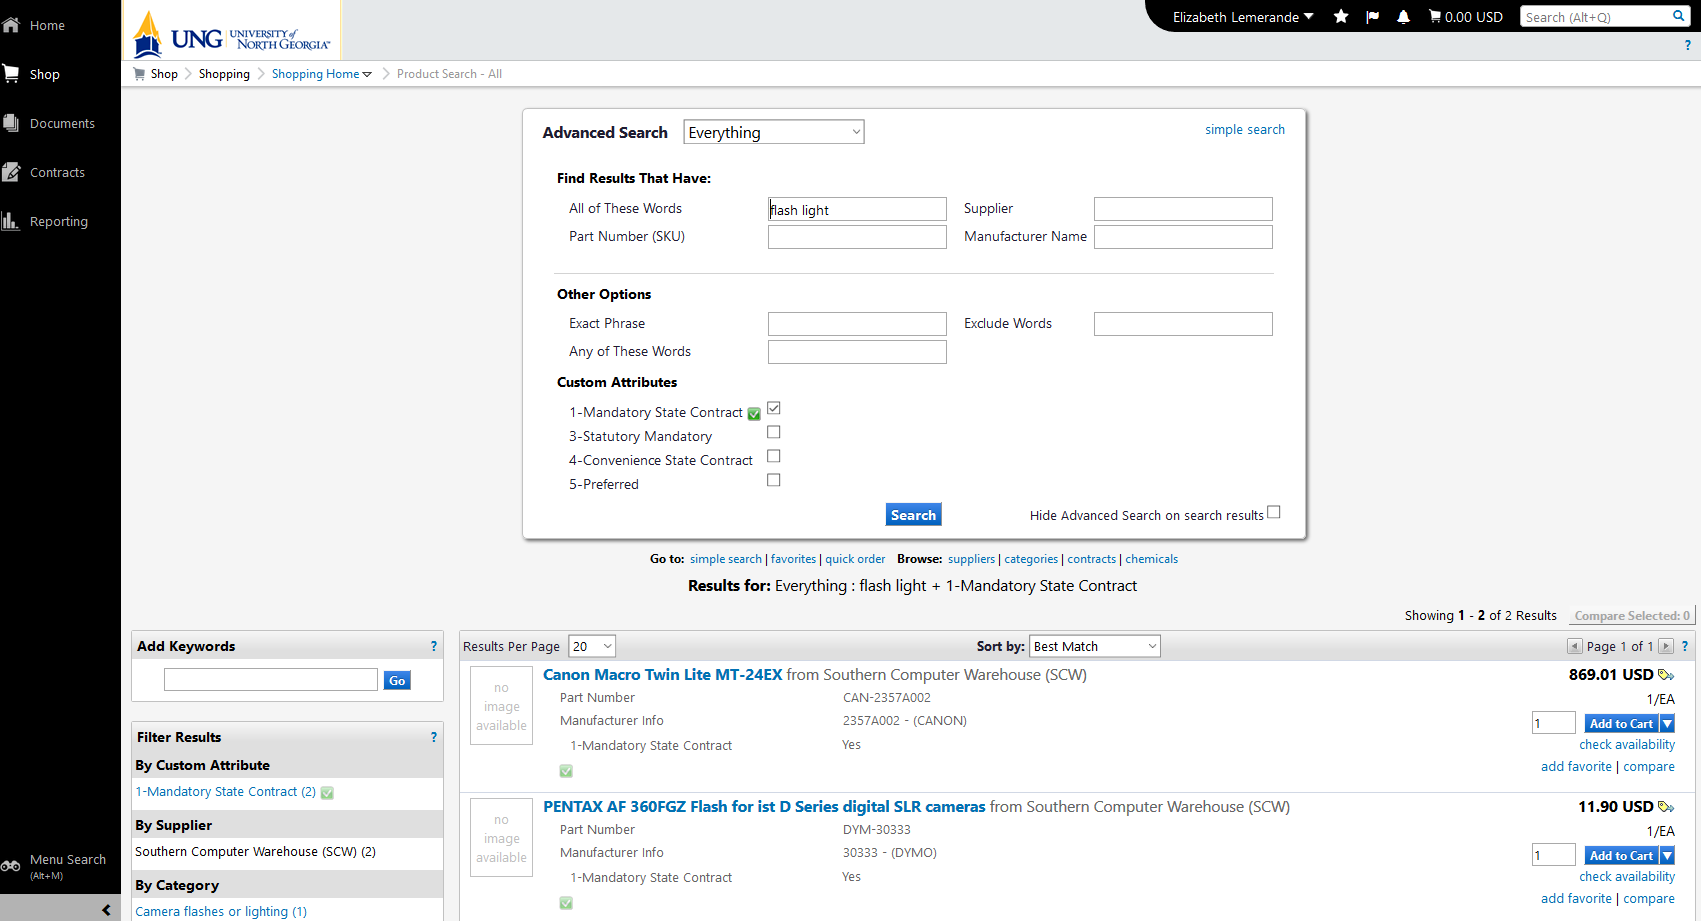 Home
Shop
Documents
Contracts
Reporting
Menu Search
(Alt+M)
UNG UNIVERSITY of
NORTH GEORGIA™
Elizabeth Lemerande
0.00 USD
Search (Alt+Q)
?
Shop
Shopping
Shopping Home
Product Search - All
Advanced Search
Everything
simple search
Find Results That Have:
All of These Words
flash light
Supplier
Part Number (SKU)
Manufacturer Name
Other Options
Exact Phrase
Exclude Words
Any of These Words
Custom Attributes
1-Mandatory State Contract
3-Statutory Mandatory
4-Convenience State Contract
5-Preferred
Search
Hide Advanced Search on search results
Go to: simple search | favorites | quick order Browse: suppliers | categories | contracts | chemicals
Results for: Everything : flash light + 1-Mandatory State Contract
Showing 1 - 2 of 2 Results
Compare Selected: 0
Add Keywords
?
Go
Filter Results
?
By Custom Attribute
1-Mandatory State Contract (2)
By Supplier
Southern Computer Warehouse (SCW) (2)
By Category
Camera flashes or lighting (1)
Results Per Page 20
Sort by: Best Match
Page 1 of 1
?
no
image
available
Canon Macro Twin Lite MT-24EX from Southern Computer Warehouse (SCW)
Part Number CAN-2357A002
Manufacturer Info 2357A002 - (CANON)
1-Mandatory State Contract Yes
869.01 USD
1/EA
1
Add to Cart
check availability
add favorite | compare
no
image
available
PENTAX AF 360FGZ Flash for ist D Series digital SLR cameras from Southern Computer Warehouse (SCW)
Part Number DYM-30333
Manufacturer Info 30333 - (DYMO)
1-Mandatory State Contract Yes
11.90 USD
1/EA
1
Add to Cart
check availability
add favorite | compare